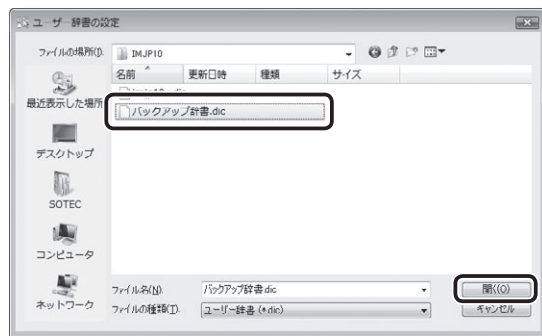 ユーザー辞書の設定
ファイルの場所(I):
IMJP10
名前
更新日時
種類
サイズ
最近表示した場所
バックアップ辞書.dic
デスクトップ
SOTEC
コンピュータ
ネットワーク
ファイル名(N):
バックアップ辞書.dic
開く(O)
ファイルの種類(T):
ユーザー辞書 (*.dic)
キャンセル